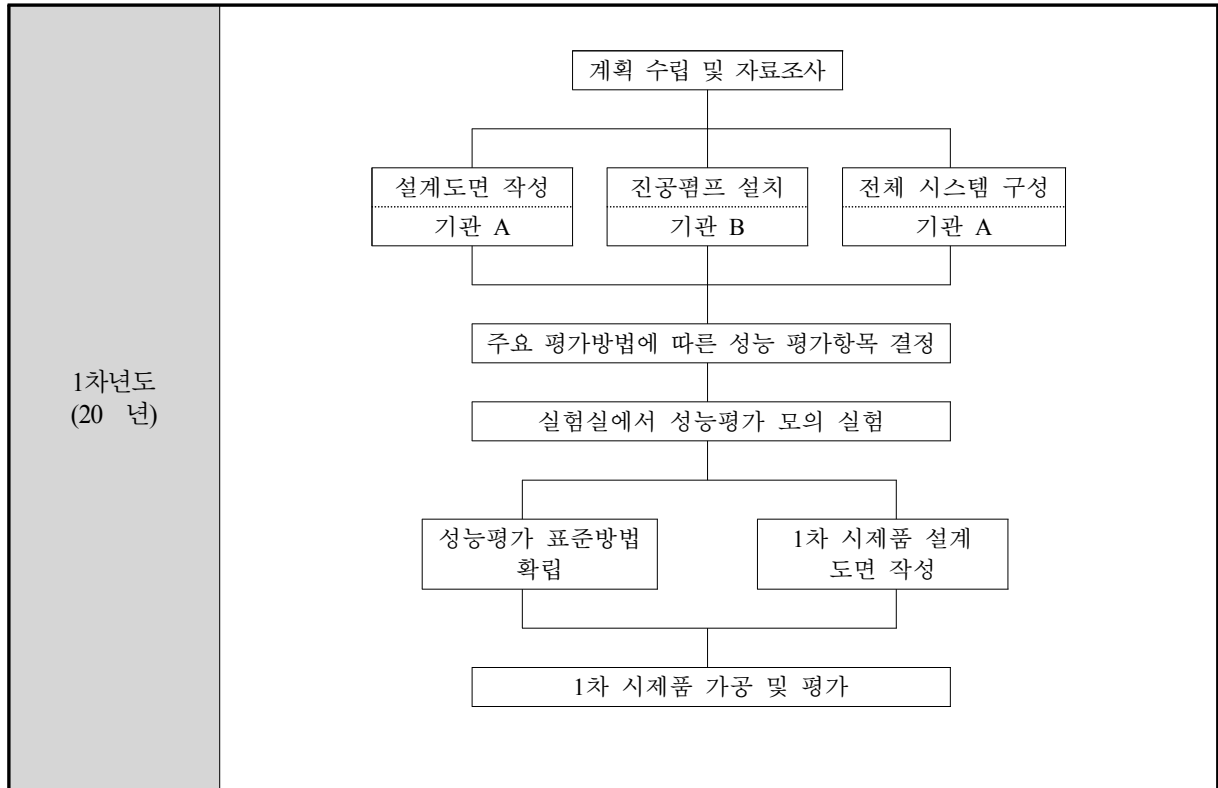 계획 수립 및 자료조사
설계도면 작성
기관 A
진공펌프 설치
기관 B
전체 시스템 구성
기관 A
주요 평가방법에 따른 성능 평가항목 결정
1차년도
(20 년)
실험실에서 성능평가 모의 실험
성능평가 표준방법
확립
1차 시제품 설계
도면 작성
1차 시제품 가공 및 평가